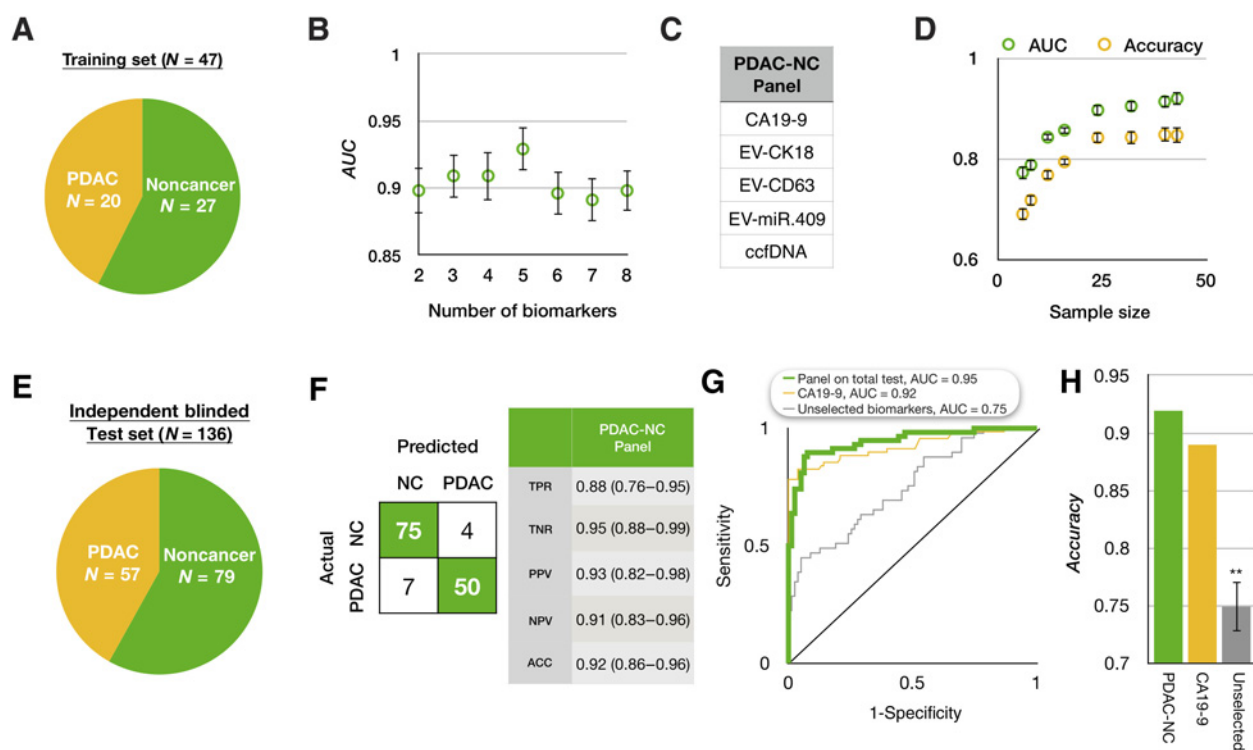 A
Training set (N = 47)
PDAC
N = 20
Noncancer
N = 27
B
AUC
1
0.95
0.9
0.85
2 3 4 5 6 7 8
Number of biomarkers
C
PDAC-NC
Panel
CA19-9
EV-CK18
EV-CD63
EV-miR.409
ccfDNA
D
AUC Accuracy
1
0.8
0.6
0 25 50
Sample size
E
Independent blinded
Test set (N = 136)
PDAC
N = 57
Noncancer
N = 79
F
Predicted
NC PDAC
Actual
NC
PDAC
75 4
7 50
PDAC-NC
Panel
TPR 0.88 (0.76–0.95)
TNR 0.95 (0.88–0.99)
PPV 0.93 (0.82–0.98)
NPV 0.91 (0.83–0.96)
ACC 0.92 (0.86–0.96)
G
Panel on total test, AUC = 0.95
CA19-9, AUC = 0.92
Unselected biomarkers, AUC = 0.75
Sensitivity
1
0.5
0
0 0.5 1
1-Specificity
H
Accuracy
0.95
0.9
0.85
0.8
0.75
0.7
**
PDAC-NC
CA19-9
Unselected